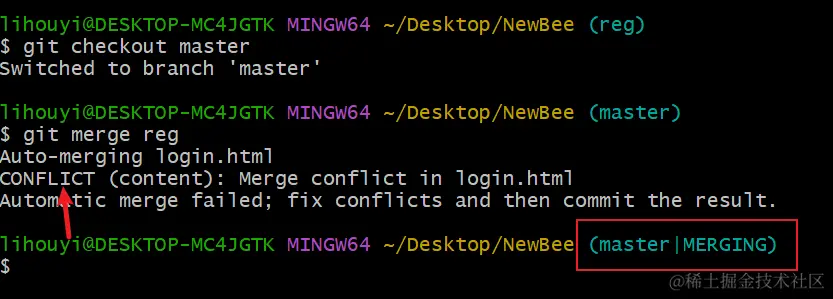 lihouyi@DESKTOP-MC4JGTK MINGW64 ~/Desktop/NewBee (reg)
$ git checkout master
Switched to branch 'master'
lihouyi@DESKTOP-MC4JGTK MINGW64 ~/Desktop/NewBee (master)
$ git merge reg
Auto-merging login.html
CONFLICT (content): Merge conflict in login.html
Automatic merge failed; fix conflicts and then commit the result.
lihouyi@DESKTOP-MC4JGTK MINGW64 ~/Desktop/NewBee (master|MERGING)
$
@稀土掘金技术社区